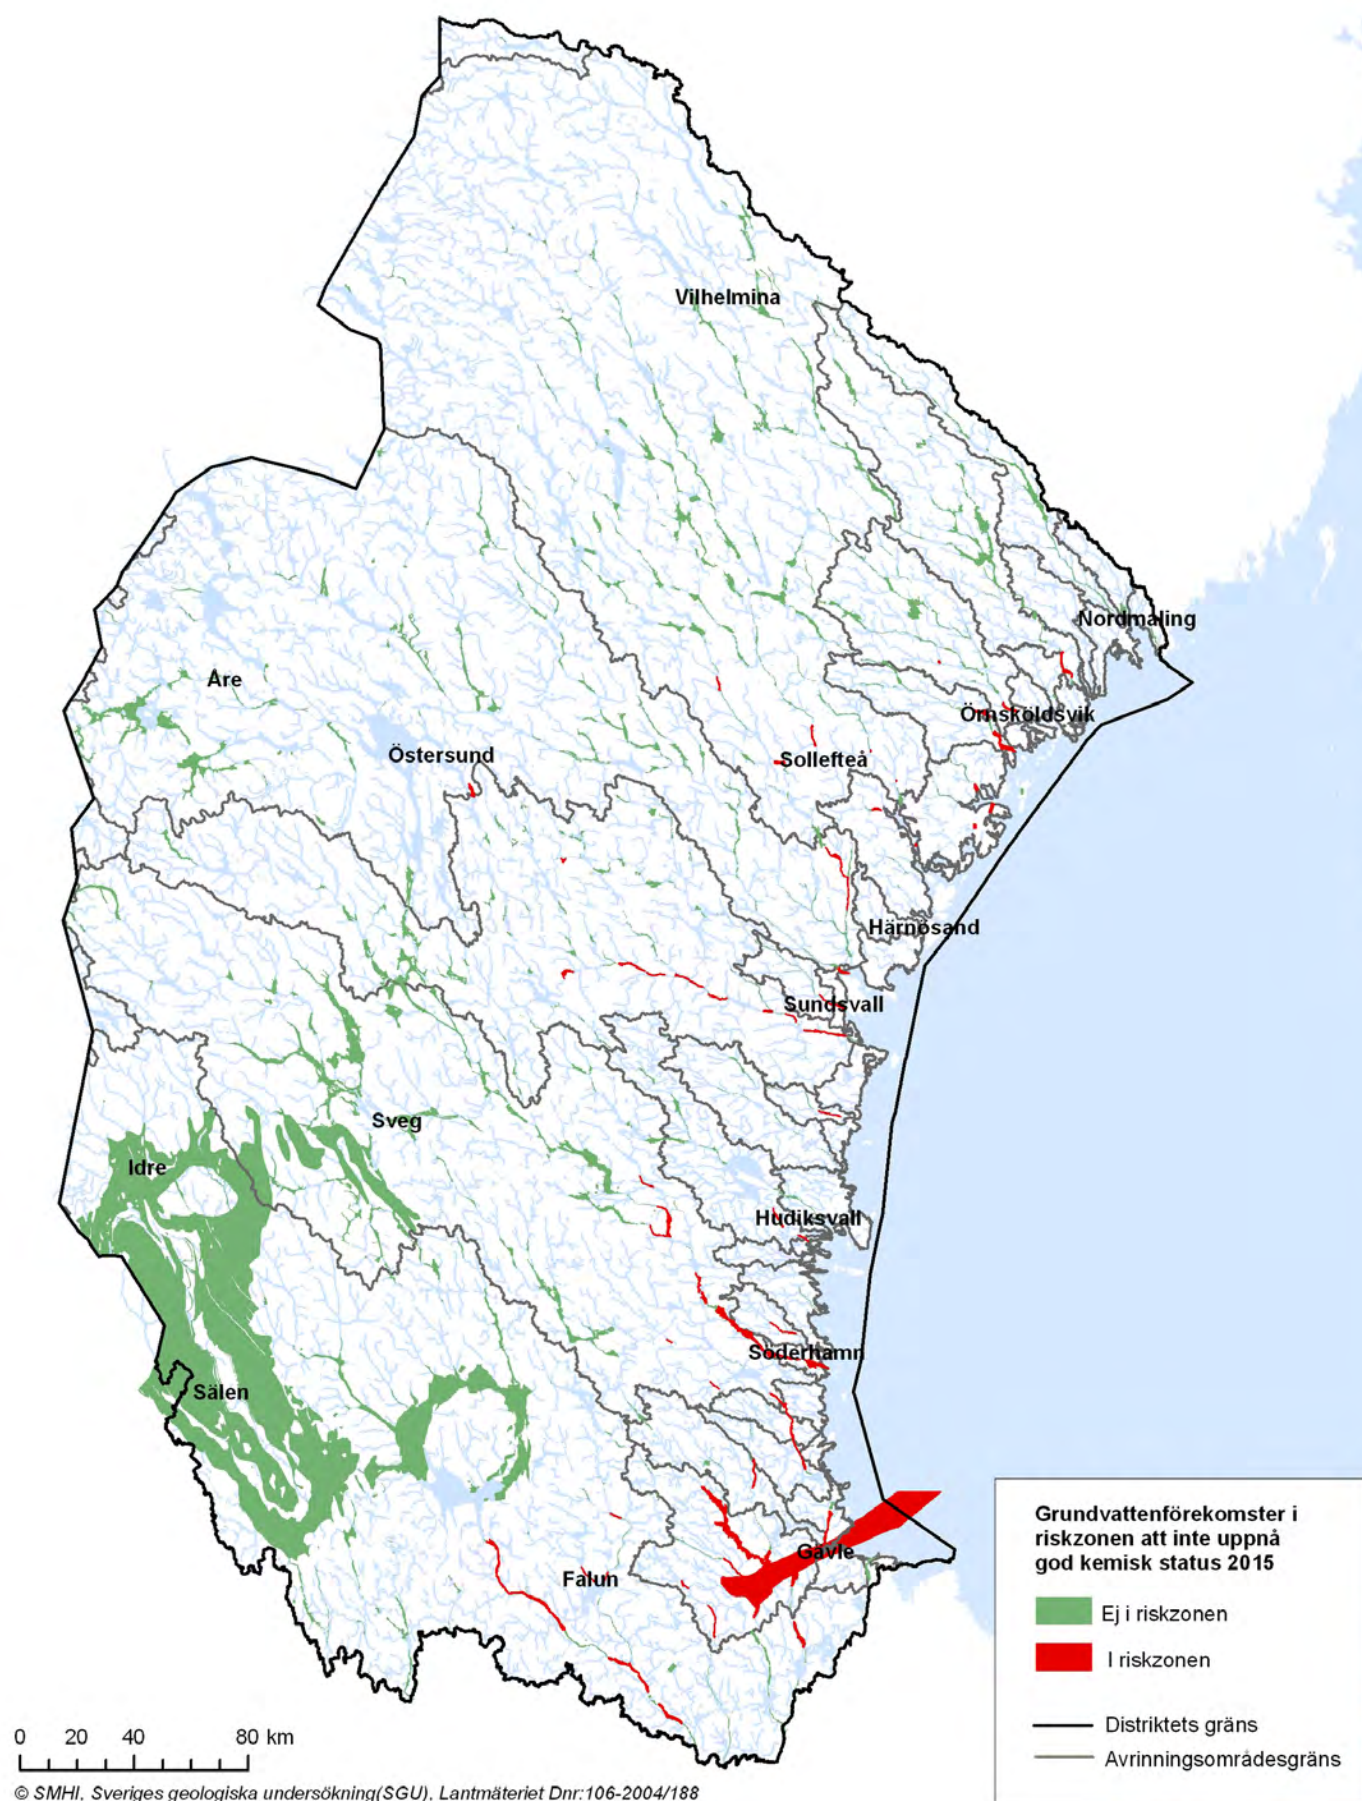 Vilhelmina
Nordmaling
Åre
Örnsköldsvik
Östersund
Sollefteå
Härnösand
Sundsvall
Sveg
Idre
Hudiksvall
Söderhamn
Sälen
Gävle
Falun
Grundvattenförekomster i
riskzonen att inte uppnå
god kemisk status 2015
Ej i riskzonen
I riskzonen
Distriktets gräns
Avrinningsområdesgräns
0 20 40 80 km
© SMHI, Sveriges geologiska undersökning(SGU), Lantmäteriet Dnr:106-2004/188